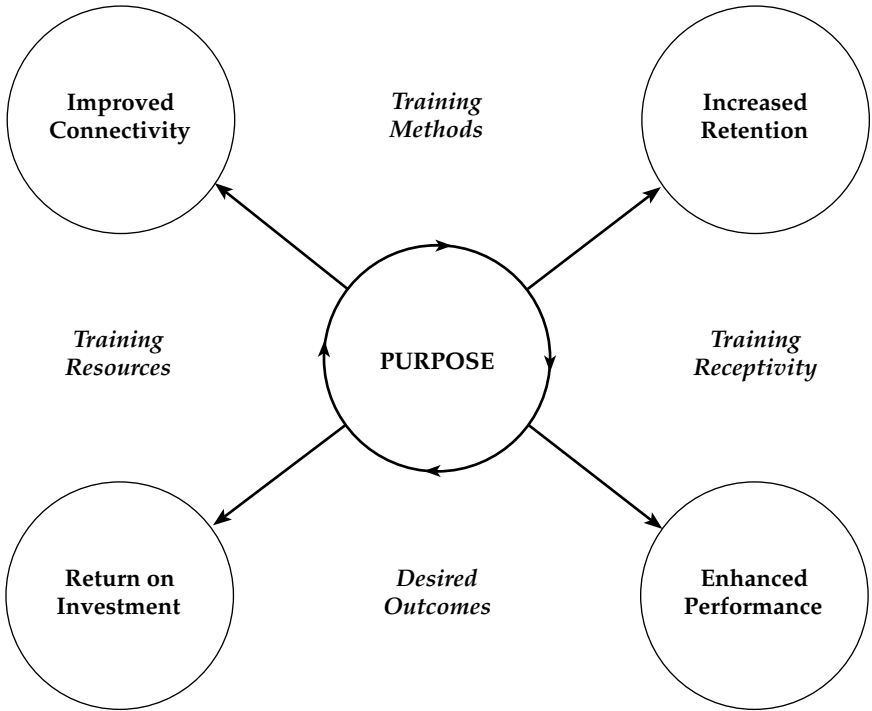 Improved
Connectivity
Training
Methods
Increased
Retention
Training
Resources
PURPOSE
Training
Receptivity
Return on
Investment
Desired
Outcomes
Enhanced
Performance